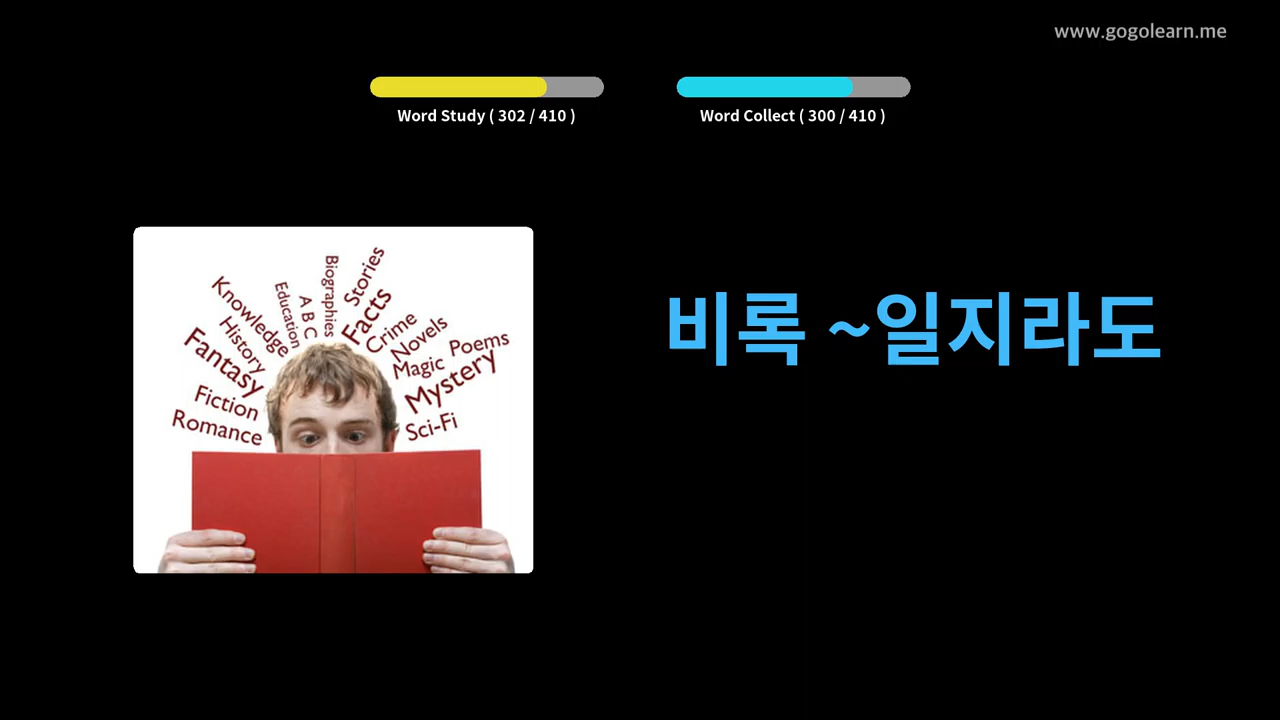 www.gogolearn.me
Word Study ( 302 / 410 )
Word Collect ( 300 / 410 )
Knowledge
History
Fantasy
Fiction
Romance
Education
A B C
Biographies
Stories
Facts
Crime
Novels
Magic
Poems
Mystery
Sci-Fi
비록 ~일지라도